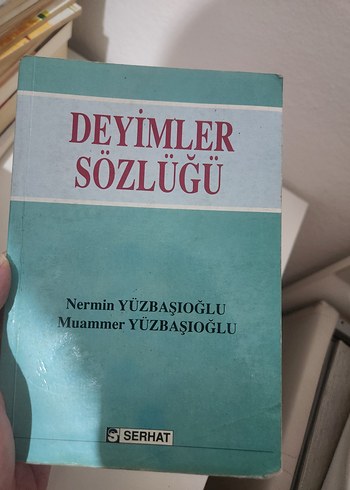 DEYİMLER
SÖZLÜĞÜ
Nermin YÜZBAŞIOĞLU
Muammer YÜZBAŞIOĞLU
S SERHAT